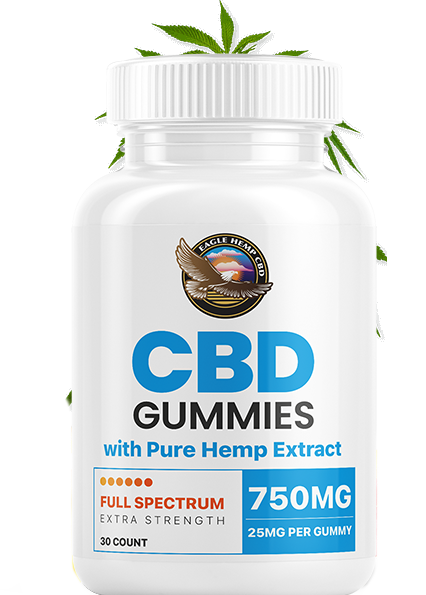 EAGLE HEMP CBD
CBD
GUMMIES
with Pure Hemp Extract
FULL SPECTRUM
EXTRA STRENGTH
30 COUNT
750MG
25MG PER GUMMY